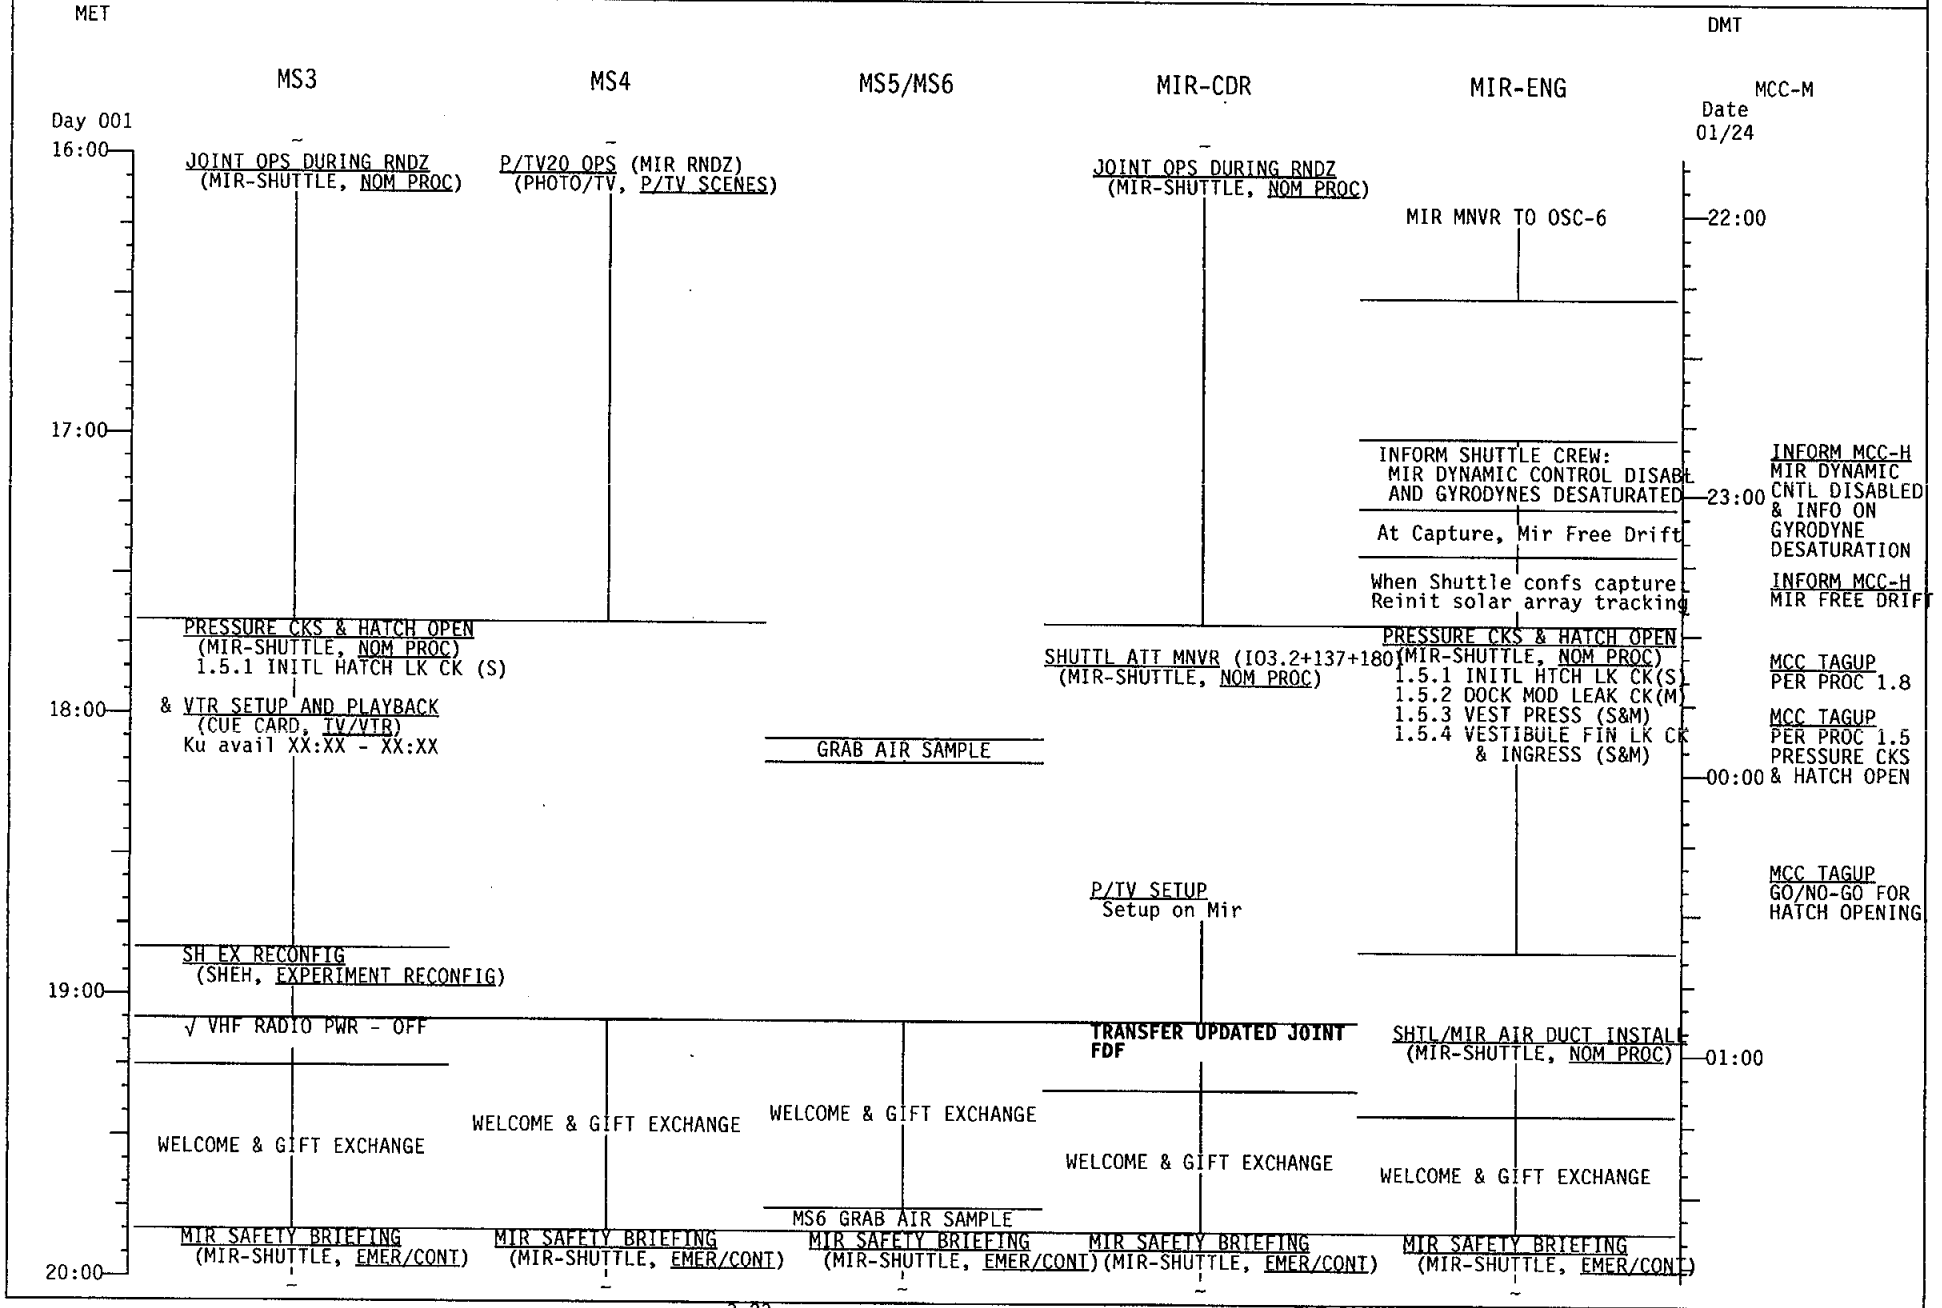 MET
DMT
MS3
MS4
MS5/MS6
MIR-CDR
MIR-ENG
MCC-M
Day 001
Date
01/24
16:00
17:00
18:00
19:00
20:00
JOINT OPS DURING RNDZ
(MIR-SHUTTLE, NOM PROC)
PRESSURE CKS & HATCH OPEN
(MIR-SHUTTLE, NOM PROC)
1.5.1 INITL HATCH LK CK (S)
& VTR SETUP AND PLAYBACK
(CUE CARD, TV/VTR)
Ku avail XX:XX - XX:XX
SH EX RECONFIG
(SHEH, EXPERIMENT RECONFIG)
√ VHF RADIO PWR - OFF
WELCOME & GIFT EXCHANGE
MIR SAFETY BRIEFING
(MIR-SHUTTLE, EMER/CONT)
P/TV20 OPS (MIR RNDZ)
(PHOTO/TV, P/TV SCENES)
WELCOME & GIFT EXCHANGE
MIR SAFETY BRIEFING
(MIR-SHUTTLE, EMER/CONT)
GRAB AIR SAMPLE
WELCOME & GIFT EXCHANGE
MS6 GRAB AIR SAMPLE
MIR SAFETY BRIEFING
(MIR-SHUTTLE, EMER/CONT)
JOINT OPS DURING RNDZ
(MIR-SHUTTLE, NOM PROC)
SHUTTL ATT MNVR (IO3.2+137+180)
(MIR-SHUTTLE, NOM PROC)
P/TV SETUP
Setup on Mir
TRANSFER UPDATED JOINT
FDF
WELCOME & GIFT EXCHANGE
MIR SAFETY BRIEFING
(MIR-SHUTTLE, EMER/CONT)
MIR MNVR TO OSC-6
INFORM SHUTTLE CREW:
MIR DYNAMIC CONTROL DISABL
AND GYRODYNES DESATURATED
At Capture, Mir Free Drift
When Shuttle confs capture
Reinit solar array tracking
PRESSURE CKS & HATCH OPEN
(MIR-SHUTTLE, NOM PROC)
1.5.1 INITL HTCH LK CK(S)
1.5.2 DOCK MOD LEAK CK(M)
1.5.3 VEST PRESS (S&M)
1.5.4 VESTIBULE FIN LK CK
& INGRESS (S&M)
SHTL/MIR AIR DUCT INSTALL
(MIR-SHUTTLE, NOM PROC)
WELCOME & GIFT EXCHANGE
MIR SAFETY BRIEFING
(MIR-SHUTTLE, EMER/CONT)
22:00
23:00
00:00
01:00
INFORM MCC-H
MIR DYNAMIC
CNTL DISABLED
& INFO ON
GYRODYNE
DESATURATION
INFORM MCC-H
MIR FREE DRIFT
MCC TAGUP
PER PROC 1.8
MCC TAGUP
PER PROC 1.5
PRESSURE CKS
& HATCH OPEN
MCC TAGUP
GO/NO-GO FOR
HATCH OPENING